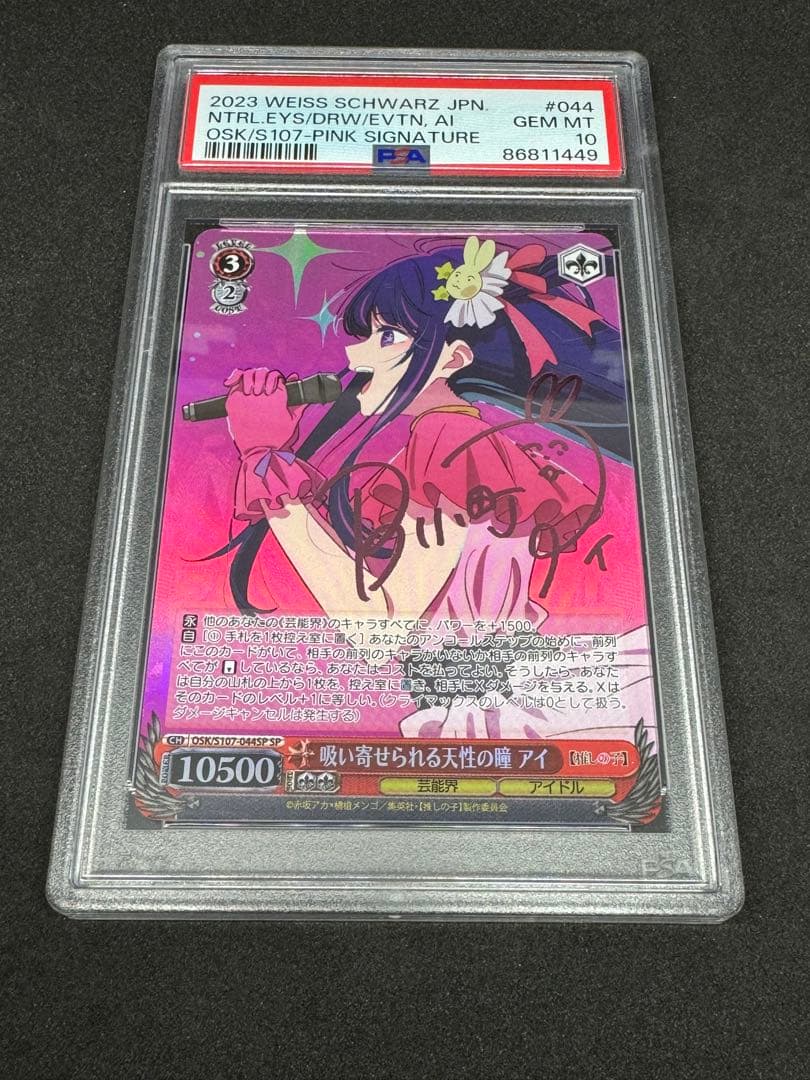 2023 WEISS SCHWARZ JPN. #044
NTRL.EYS/DRW/EVTN, AI GEM MT
OSK/S107-PINK SIGNATURE 10
PSA 86811449
LEVEL
3
2
COST
B小町
アイ
永 他のあなたの《芸能界》のキャラすべてに、パワーを+1500。
自 [① 手札を1枚控え室に置く] あなたのアンコールステップの始めに、前列
にこのカードがいて、相手の前列のキャラがいないか相手の前列のキャラす
べてが しているなら、あなたはコストを払ってよい。そうしたら、あなた
は自分の山札の上から1枚を、控え室に置き、相手にXダメージを与える。Xは
そのカードのレベル+1に等しい。(クライマックスのレベルは0として扱う。
ダメージキャンセルは発生する)
CH OSK/S107-044SP SP
吸い寄せられる天性の瞳 アイ 【推しの子】
POWER 10500 SOUL 芸能界 アイドル
©赤坂アカ×横槍メンゴ/集英社・【推しの子】製作委員会
PSA